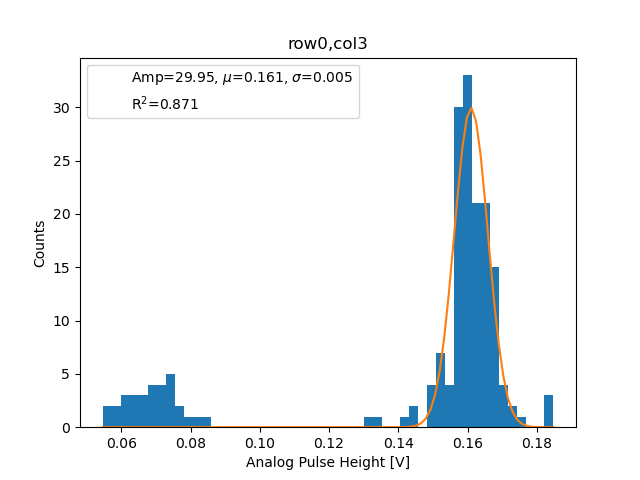 row0,col3
Amp=29.95, μ=0.161, σ=0.005
R²=0.871
Counts
30
25
20
15
10
5
0
0.06 0.08 0.10 0.12 0.14 0.16 0.18
Analog Pulse Height [V]